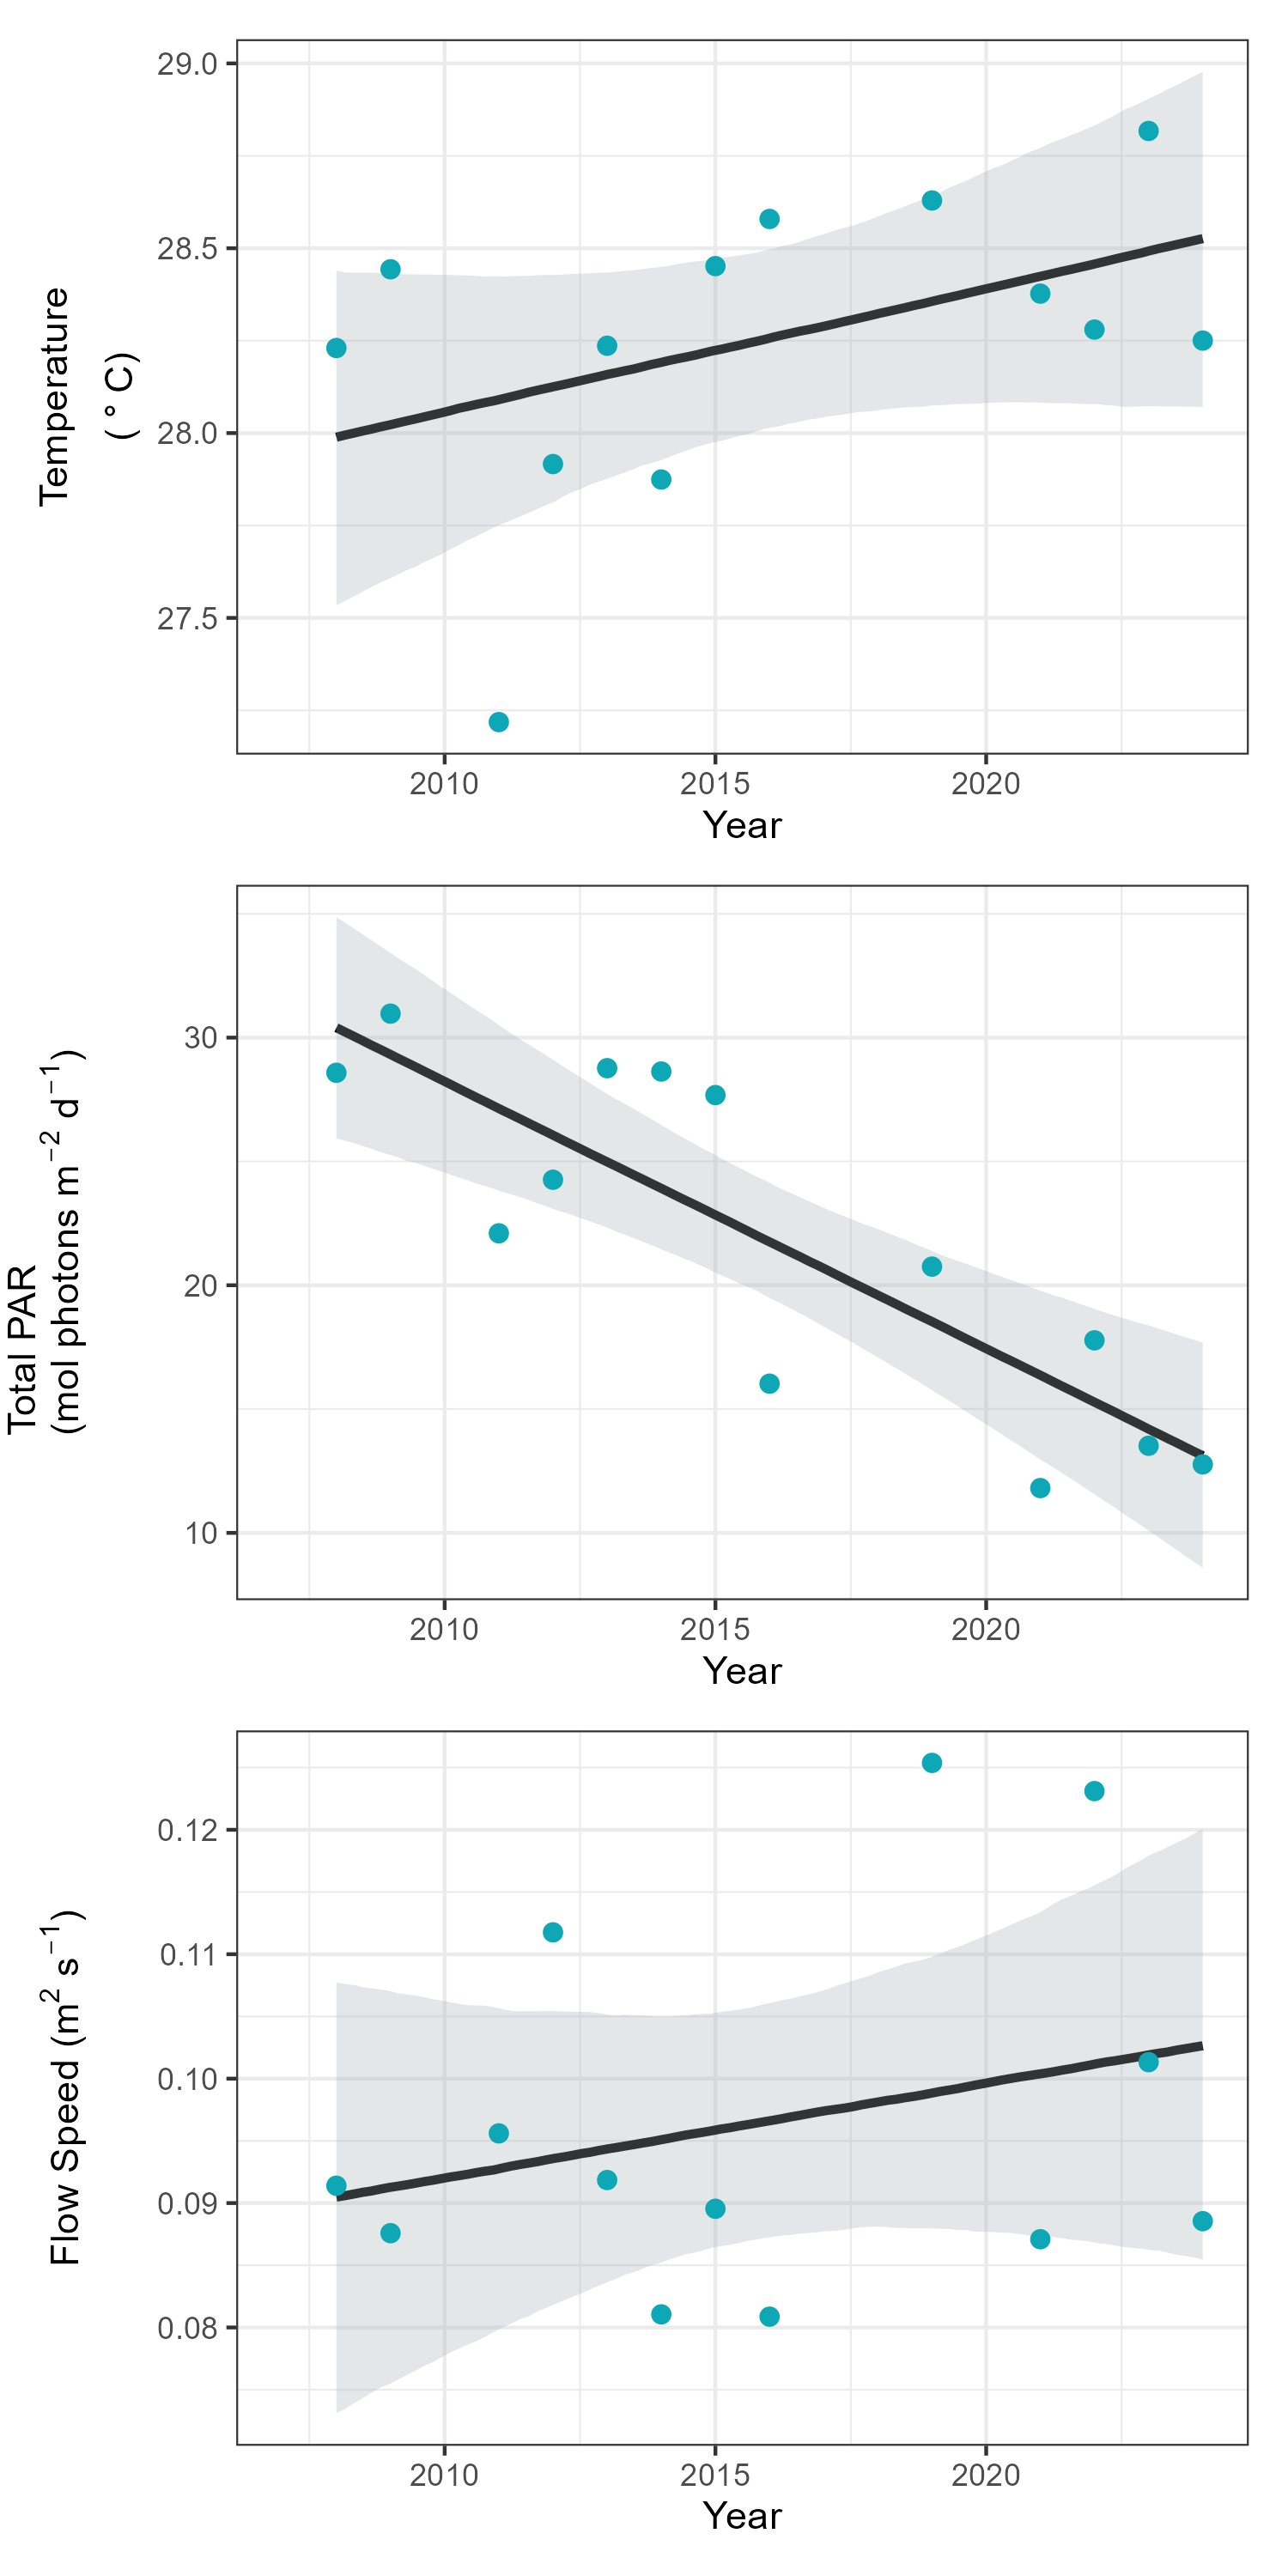 29.0
28.5
28.0
27.5
Temperature
( ° C)
2010 2015 2020
Year
30
20
10
Total PAR
(mol photons m⁻² d⁻¹)
2010 2015 2020
Year
0.12
0.11
0.10
0.09
0.08
Flow Speed (m² s⁻¹)
2010 2015 2020
Year